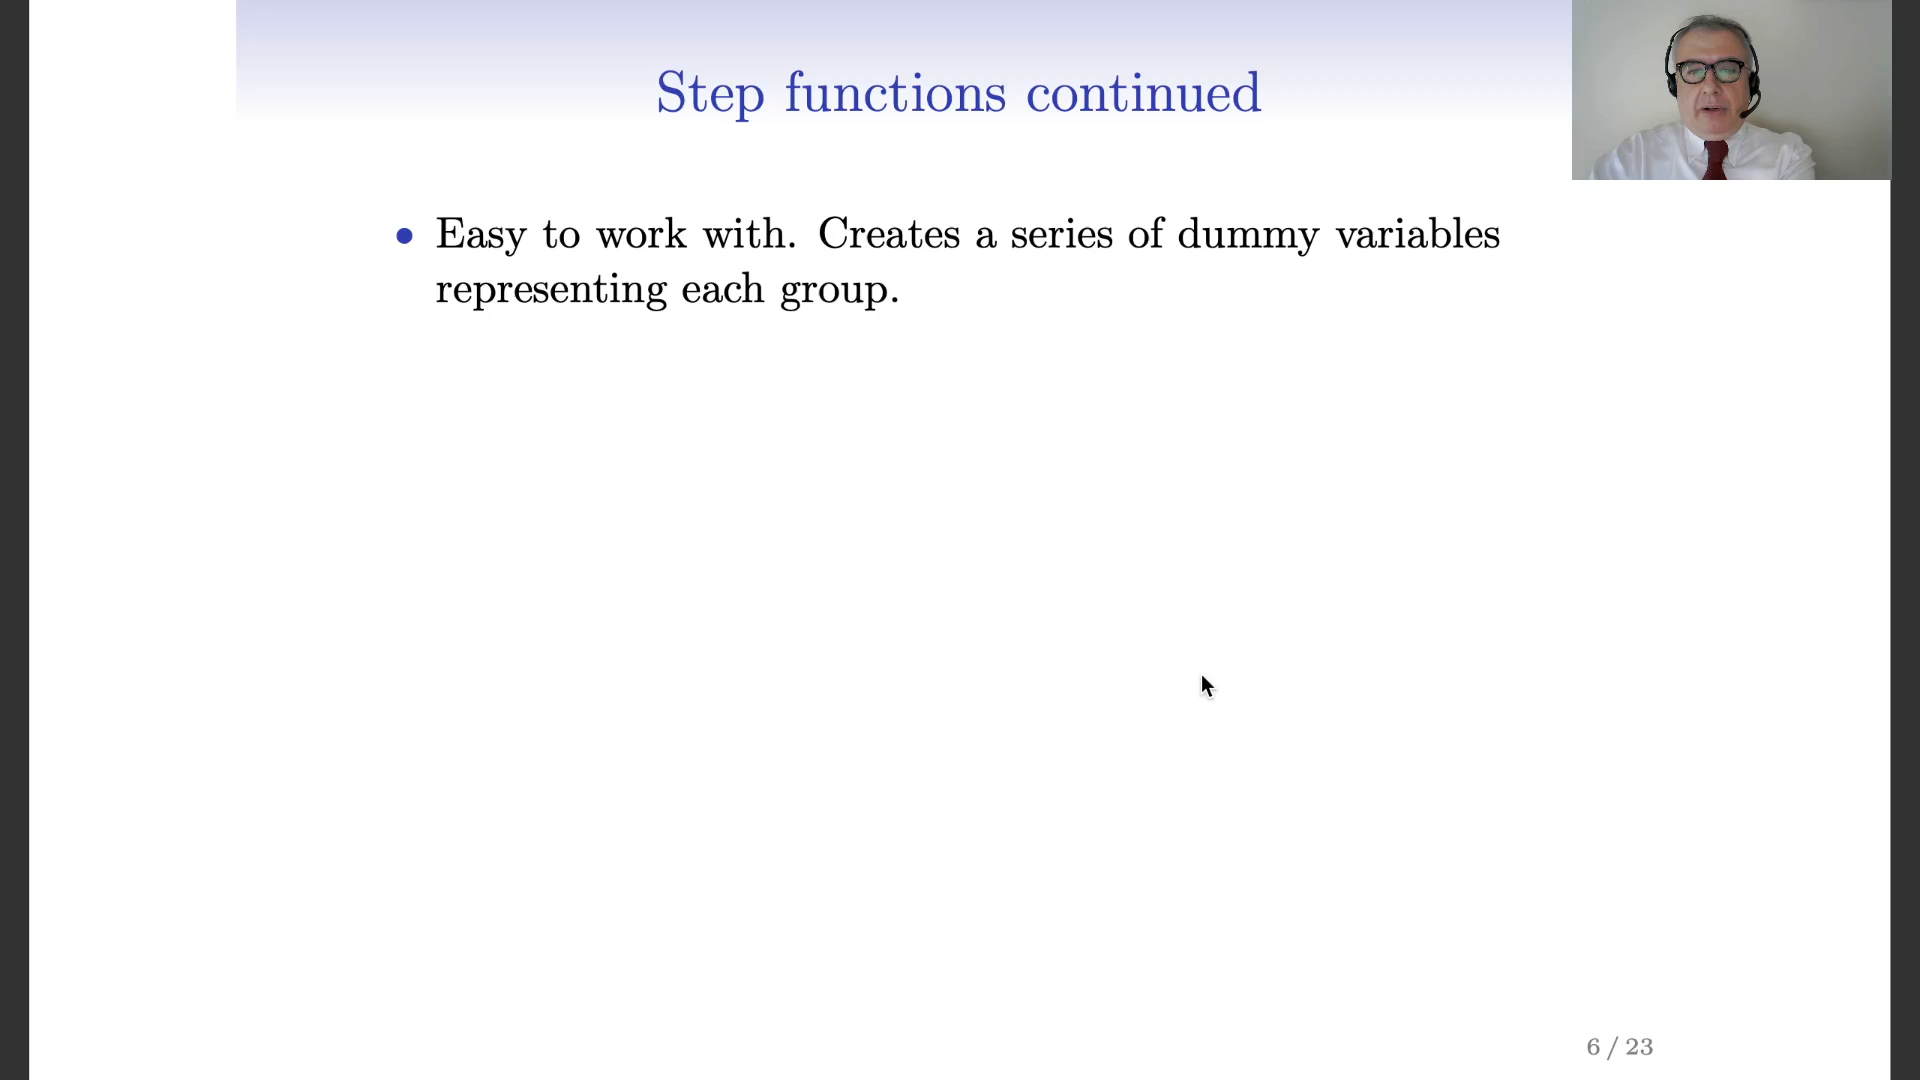 Step functions continued
• Easy to work with. Creates a series of dummy variables
representing each group.
6 / 23